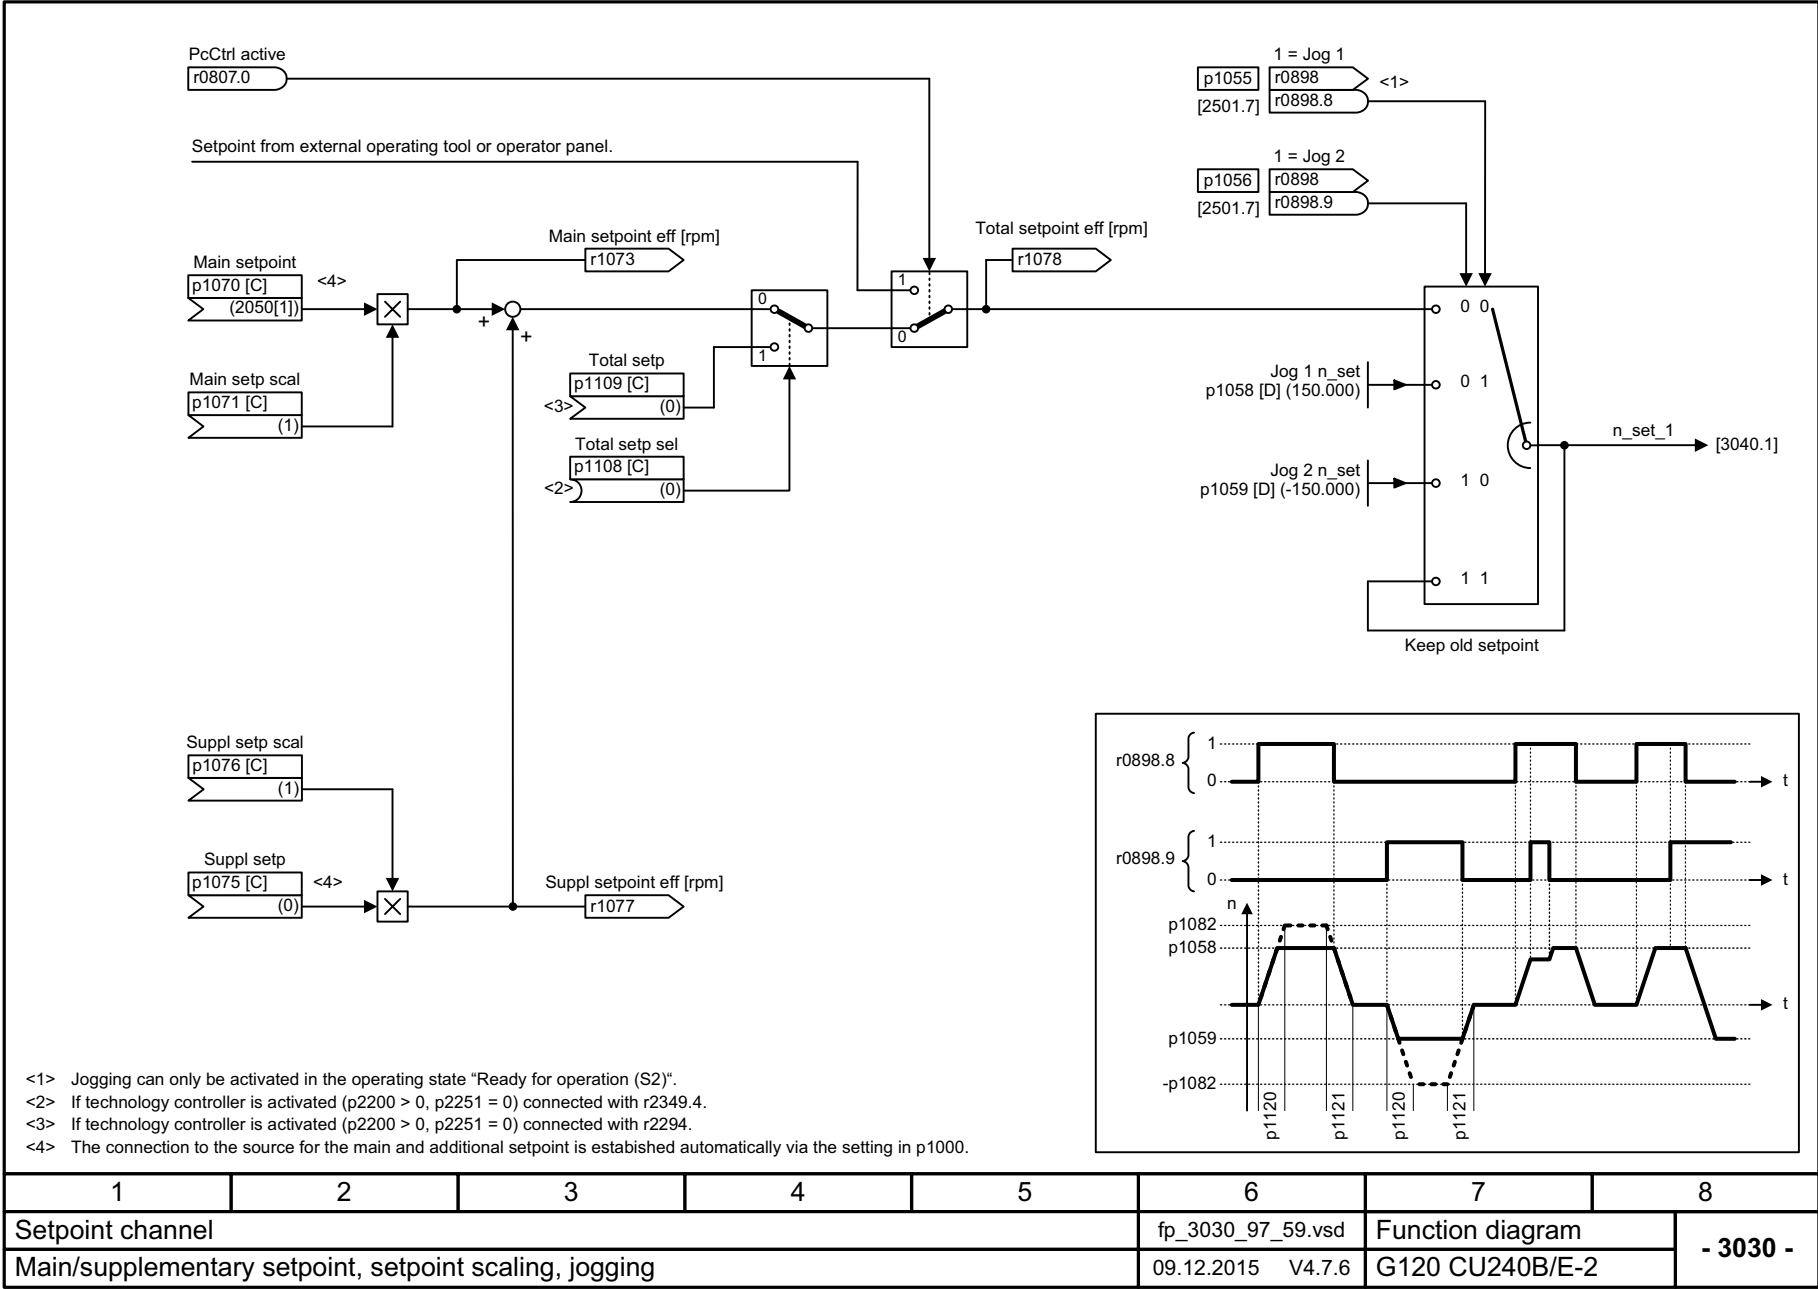 PcCtrl active
r0807.0
Setpoint from external operating tool or operator panel.
1 = Jog 1
p1055
r0898
<1>
[2501.7]
r0898.8
1 = Jog 2
p1056
r0898
[2501.7]
r0898.9
Main setpoint eff [rpm]
r1073
Total setpoint eff [rpm]
r1078
Main setpoint
p1070 [C]
<4>
(2050[1])
+
+
0
1
1
0
Main setp scal
p1071 [C]
(1)
Total setp
p1109 [C]
<3>
(0)
Total setp sel
p1108 [C]
<2>
(0)
0 0
Jog 1 n_set
p1058 [D] (150.000)
0 1
n_set_1
[3040.1]
Jog 2 n_set
p1059 [D] (-150.000)
1 0
1 1
Keep old setpoint
Suppl setp scal
p1076 [C]
(1)
Suppl setp
p1075 [C]
<4>
(0)
Suppl setpoint eff [rpm]
r1077
r0898.8
1
0
t
r0898.9
1
0
t
n
p1082
p1058
t
p1059
-p1082
p1120
p1121
p1120
p1121
<1> Jogging can only be activated in the operating state “Ready for operation (S2)“.
<2> If technology controller is activated (p2200 > 0, p2251 = 0) connected with r2349.4.
<3> If technology controller is activated (p2200 > 0, p2251 = 0) connected with r2294.
<4> The connection to the source for the main and additional setpoint is estabished automatically via the setting in p1000.
1 2 3 4 5 6 7 8
Setpoint channel
fp_3030_97_59.vsd
Function diagram
- 3030 -
Main/supplementary setpoint, setpoint scaling, jogging
09.12.2015 V4.7.6
G120 CU240B/E-2